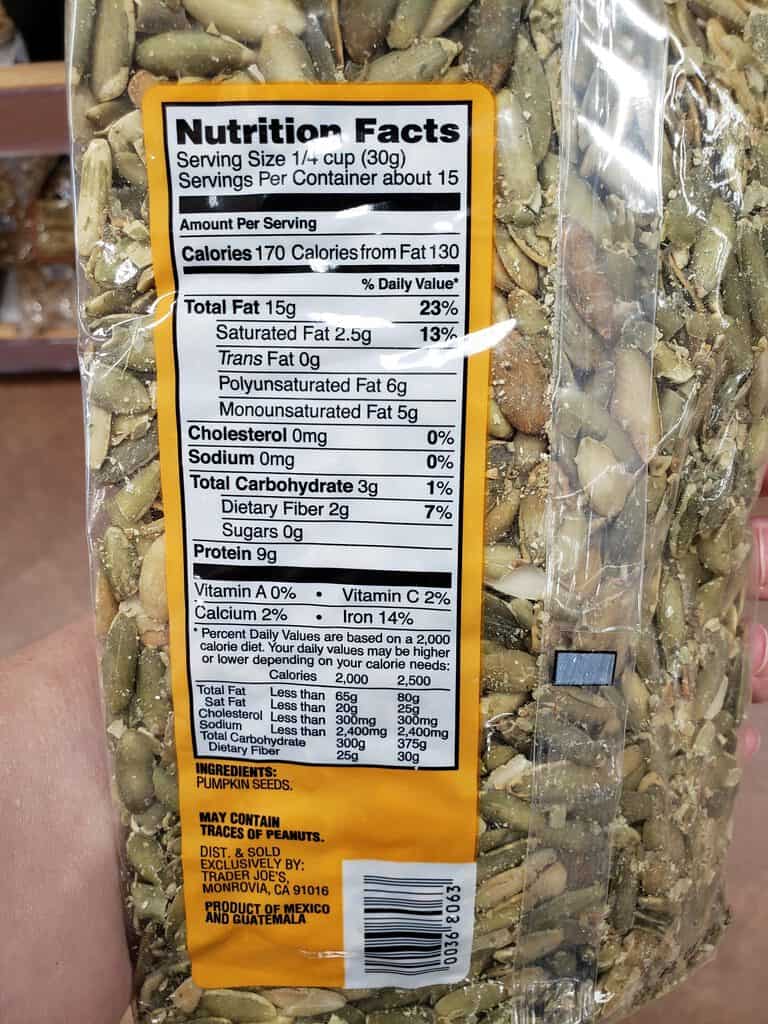 Nutrition Facts
Serving Size 1/4 cup (30g)
Servings Per Container about 15
Amount Per Serving
Calories 170 Calories from Fat 130
% Daily Value*
Total Fat 15g 23%
Saturated Fat 2.5g 13%
Trans Fat 0g
Polyunsaturated Fat 6g
Monounsaturated Fat 5g
Cholesterol 0mg 0%
Sodium 0mg 0%
Total Carbohydrate 3g 1%
Dietary Fiber 2g 7%
Sugars 0g
Protein 9g
Vitamin A 0% • Vitamin C 2%
Calcium 2% • Iron 14%
* Percent Daily Values are based on a 2,000
calorie diet. Your daily values may be higher
or lower depending on your calorie needs:
Calories 2,000 2,500
Total Fat Less than 65g 80g
Sat Fat Less than 20g 25g
Cholesterol Less than 300mg 300mg
Sodium Less than 2,400mg 2,400mg
Total Carbohydrate 300g 375g
Dietary Fiber 25g 30g
INGREDIENTS:
PUMPKIN SEEDS.
MAY CONTAIN
TRACES OF PEANUTS.
DIST. & SOLD
EXCLUSIVELY BY:
TRADER JOE'S,
MONROVIA, CA 91016
PRODUCT OF MEXICO
AND GUATEMALA
0036 8063